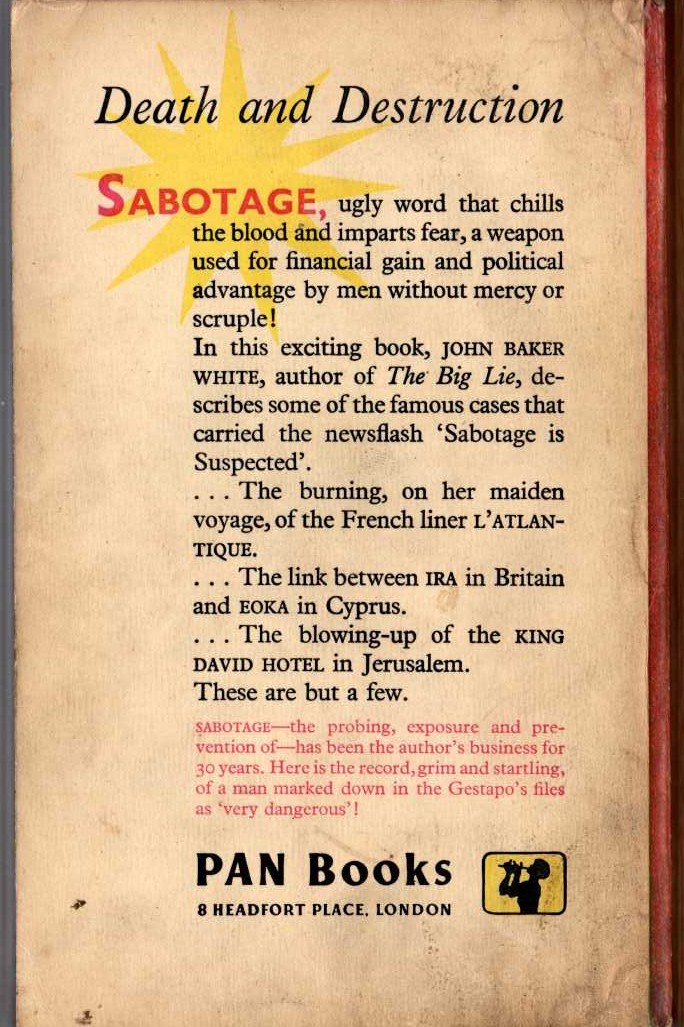 Death and Destruction
SABOTAGE, ugly word that chills
the blood and imparts fear, a weapon
used for financial gain and political
advantage by men without mercy or
scruple!
In this exciting book, JOHN BAKER
WHITE, author of The Big Lie, de-
scribes some of the famous cases that
carried the newsflash ‘Sabotage is
Suspected’.
. . . The burning, on her maiden
voyage, of the French liner L’ATLAN-
TIQUE.
. . . The link between IRA in Britain
and EOKA in Cyprus.
. . . The blowing-up of the KING
DAVID HOTEL in Jerusalem.
These are but a few.
SABOTAGE—the probing, exposure and pre-
vention of—has been the author’s business for
30 years. Here is the record, grim and startling,
of a man marked down in the Gestapo’s files
as ‘very dangerous’!
PAN Books
8 HEADFORT PLACE, LONDON